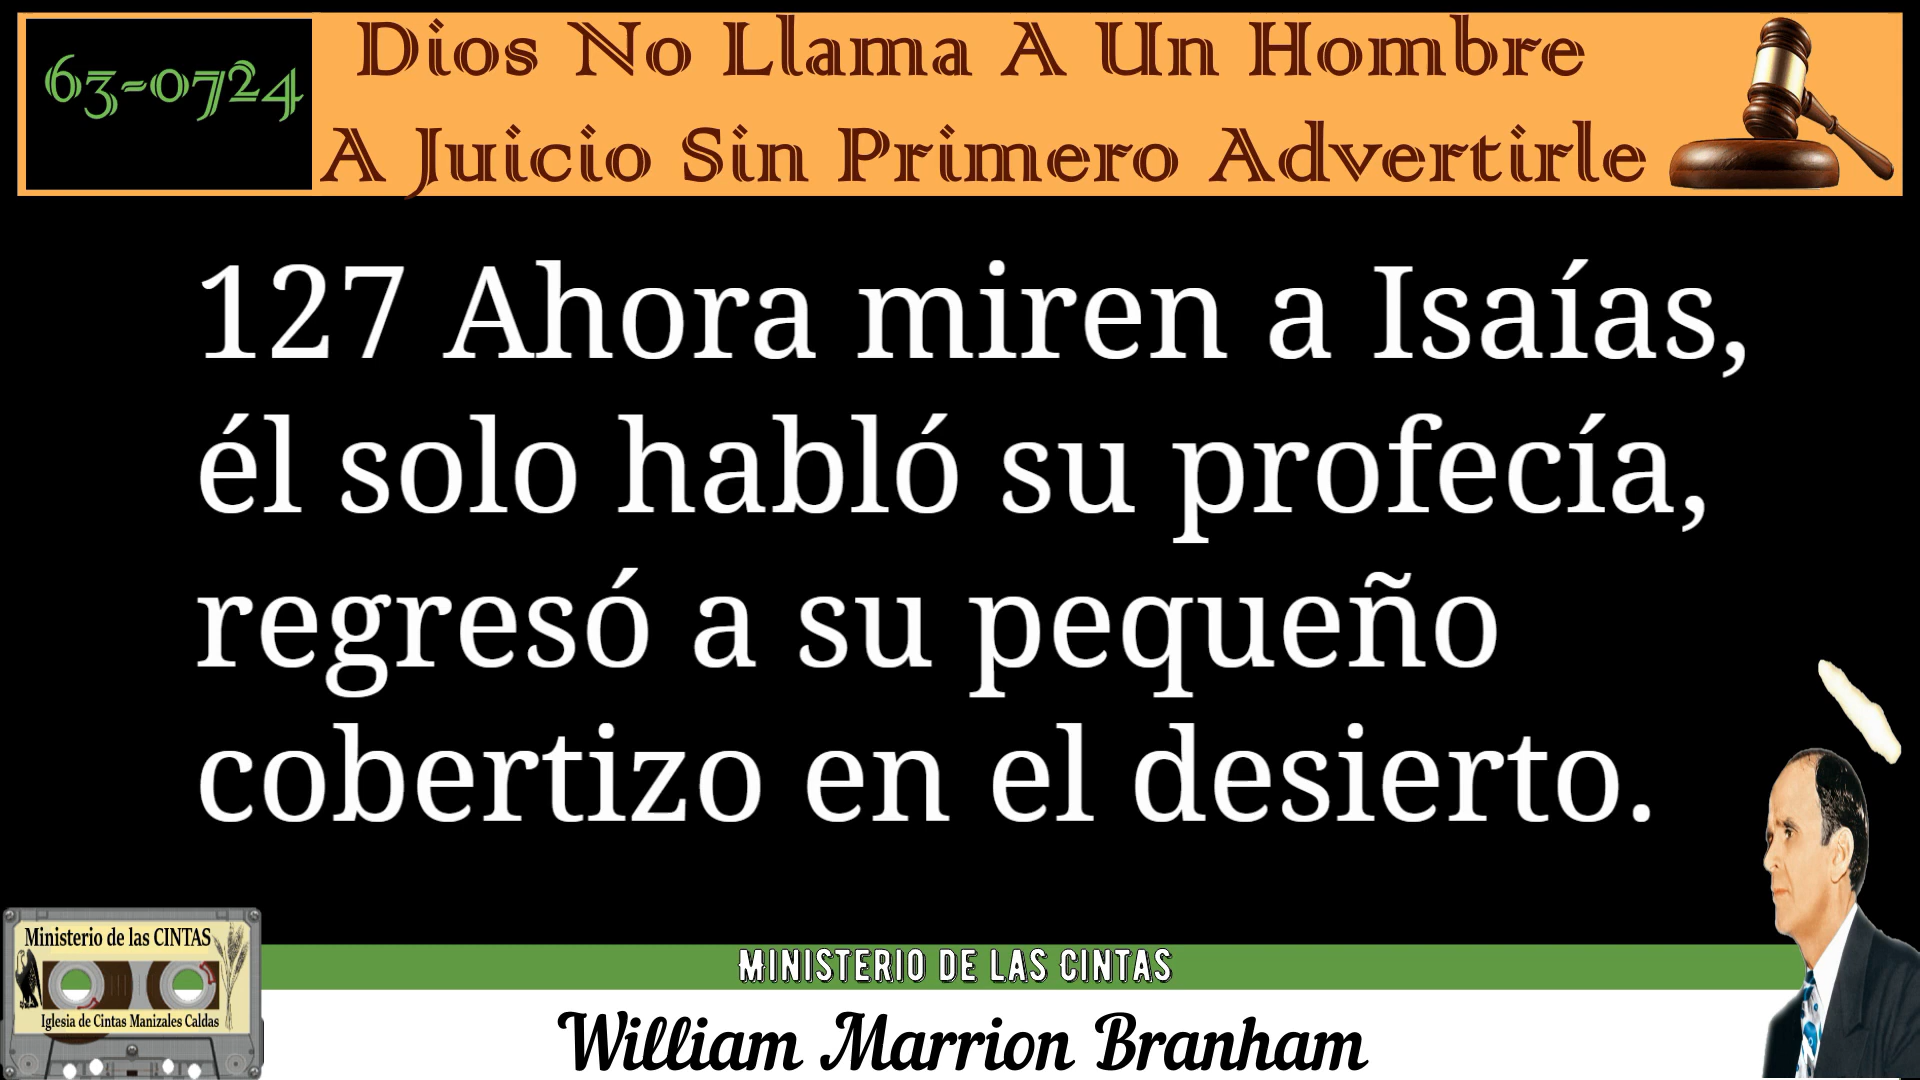 63-0724
Dios No Llama A Un Hombre
A Juicio Sin Primero Advertirle
127 Ahora miren a Isaías,
él solo habló su profecía,
regresó a su pequeño
cobertizo en el desierto.
Ministerio de las CINTAS
Iglesia de Cintas Manizales Caldas
MINISTERIO DE LAS CINTAS
William Marrion Branham